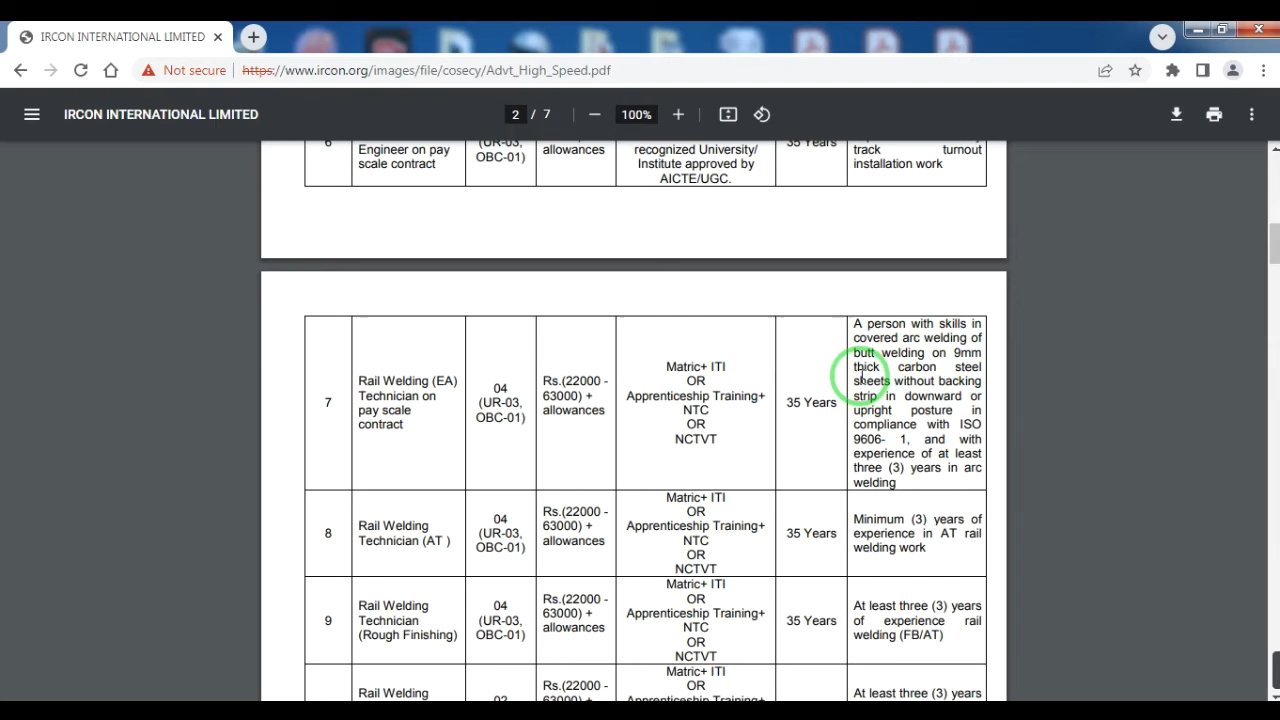 IRCON INTERNATIONAL LIMITED
Not secure https://www.ircon.org/images/file/cosecy/Advt_High_Speed.pdf
IRCON INTERNATIONAL LIMITED
2 / 7
100%
6
Engineer on pay
scale contract
(UR-03,
OBC-01)
allowances
recognized University/
Institute approved by
AICTE/UGC.
35 Years
track turnout
installation work
7
Rail Welding (EA)
Technician on
pay scale
contract
04
(UR-03,
OBC-01)
Rs.(22000 -
63000) +
allowances
Matric+ ITI
OR
Apprenticeship Training+
NTC
OR
NCTVT
35 Years
A person with skills in
covered arc welding of
butt welding on 9mm
thick carbon steel
sheets without backing
strip in downward or
upright posture in
compliance with ISO
9606- 1, and with
experience of at least
three (3) years in arc
welding
8
Rail Welding
Technician (AT )
04
(UR-03,
OBC-01)
Rs.(22000 -
63000) +
allowances
Matric+ ITI
OR
Apprenticeship Training+
NTC
OR
NCTVT
35 Years
Minimum (3) years of
experience in AT rail
welding work
9
Rail Welding
Technician
(Rough Finishing)
04
(UR-03,
OBC-01)
Rs.(22000 -
63000) +
allowances
Matric+ ITI
OR
Apprenticeship Training+
NTC
OR
NCTVT
35 Years
At least three (3) years
of experience rail
welding (FB/AT)
Rail Welding
02
Rs.(22000 -
63000) +
Matric+ ITI
OR
Apprenticeship Training+
At least three (3) years